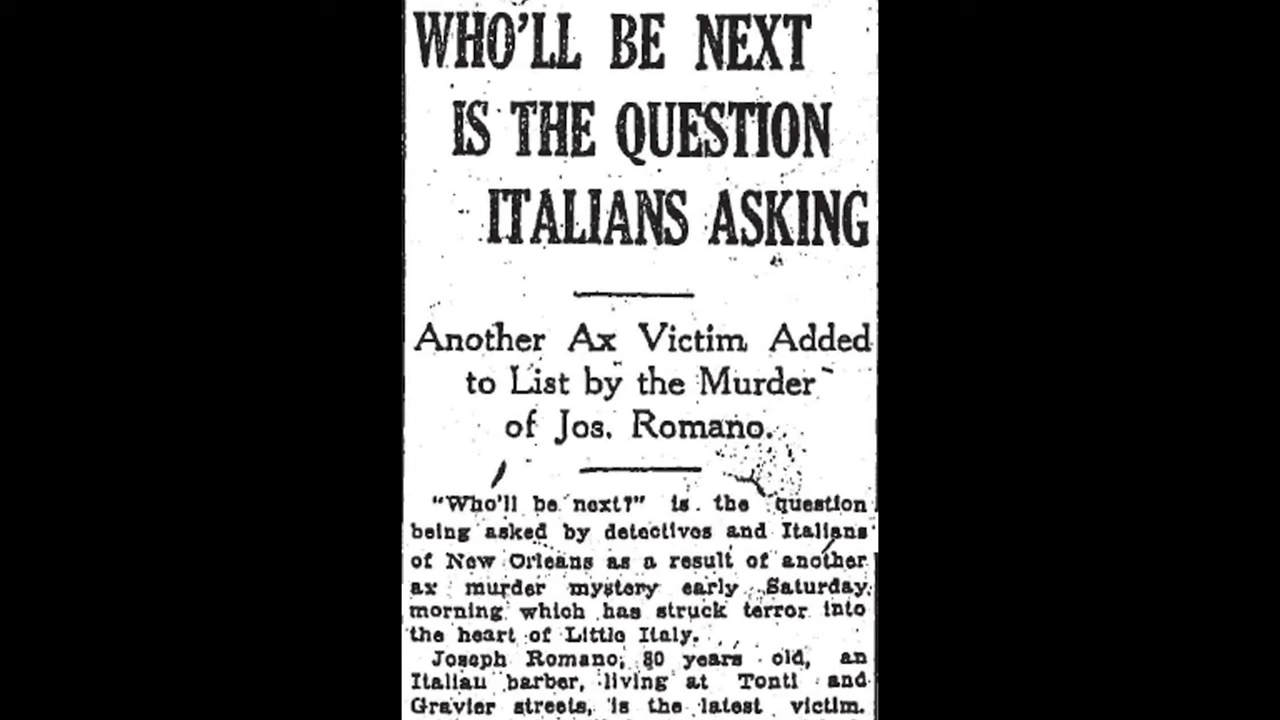 WHO'LL BE NEXT
IS THE QUESTION
ITALIANS ASKING
Another Ax Victim Added
to List by the Murder
of Jos. Romano.
"Who'll be next?" is the question
being asked by detectives and Italians
of New Orleans as a result of another
ax murder mystery early Saturday
morning which has struck terror into
the heart of Little Italy.
Joseph Romano, 80 years old, an
Italian barber, living at Tonti and
Gravier streets, is the latest victim.